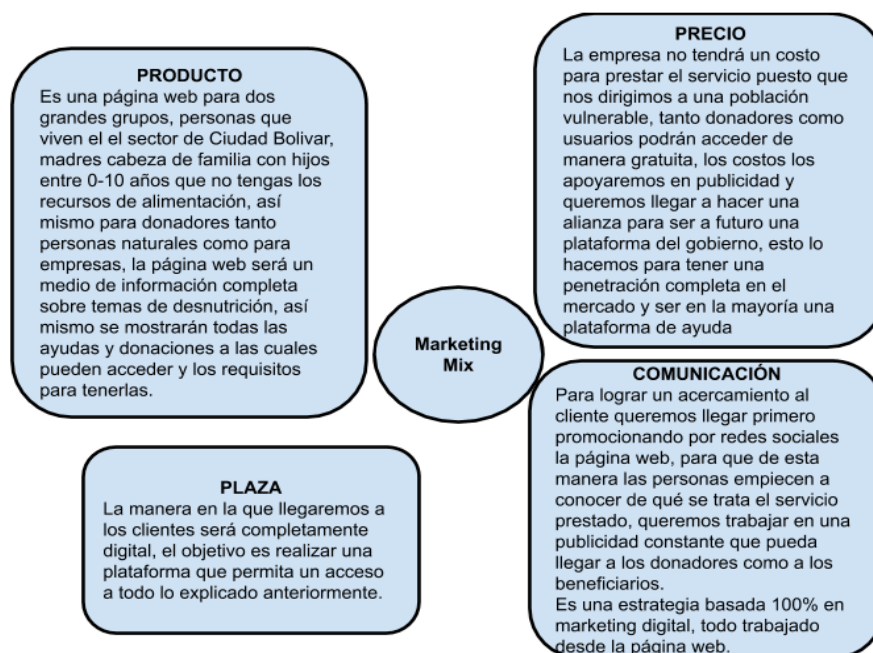 PRODUCTO
Es una página web para dos
grandes grupos, personas que
viven el el sector de Ciudad Bolivar,
madres cabeza de familia con hijos
entre 0-10 años que no tengas los
recursos de alimentación, así
mismo para donadores tanto
personas naturales como para
empresas, la página web será un
medio de información completa
sobre temas de desnutrición, así
mismo se mostrarán todas las
ayudas y donaciones a las cuales
pueden acceder y los requisitos
para tenerlas.
PRECIO
La empresa no tendrá un costo
para prestar el servicio puesto que
nos dirigimos a una población
vulnerable, tanto donadores como
usuarios podrán acceder de
manera gratuita, los costos los
apoyaremos en publicidad y
queremos llegar a hacer una
alianza para ser a futuro una
plataforma del gobierno, esto lo
hacemos para tener una
penetración completa en el
mercado y ser en la mayoría una
plataforma de ayuda
Marketing
Mix
PLAZA
La manera en la que llegaremos a
los clientes será completamente
digital, el objetivo es realizar una
plataforma que permita un acceso
a todo lo explicado anteriormente.
COMUNICACIÓN
Para lograr un acercamiento al
cliente queremos llegar primero
promocionando por redes sociales
la página web, para que de esta
manera las personas empiecen a
conocer de qué se trata el servicio
prestado, queremos trabajar en una
publicidad constante que pueda
llegar a los donadores como a los
beneficiarios.
Es una estrategia basada 100% en
marketing digital, todo trabajado
desde la página web.